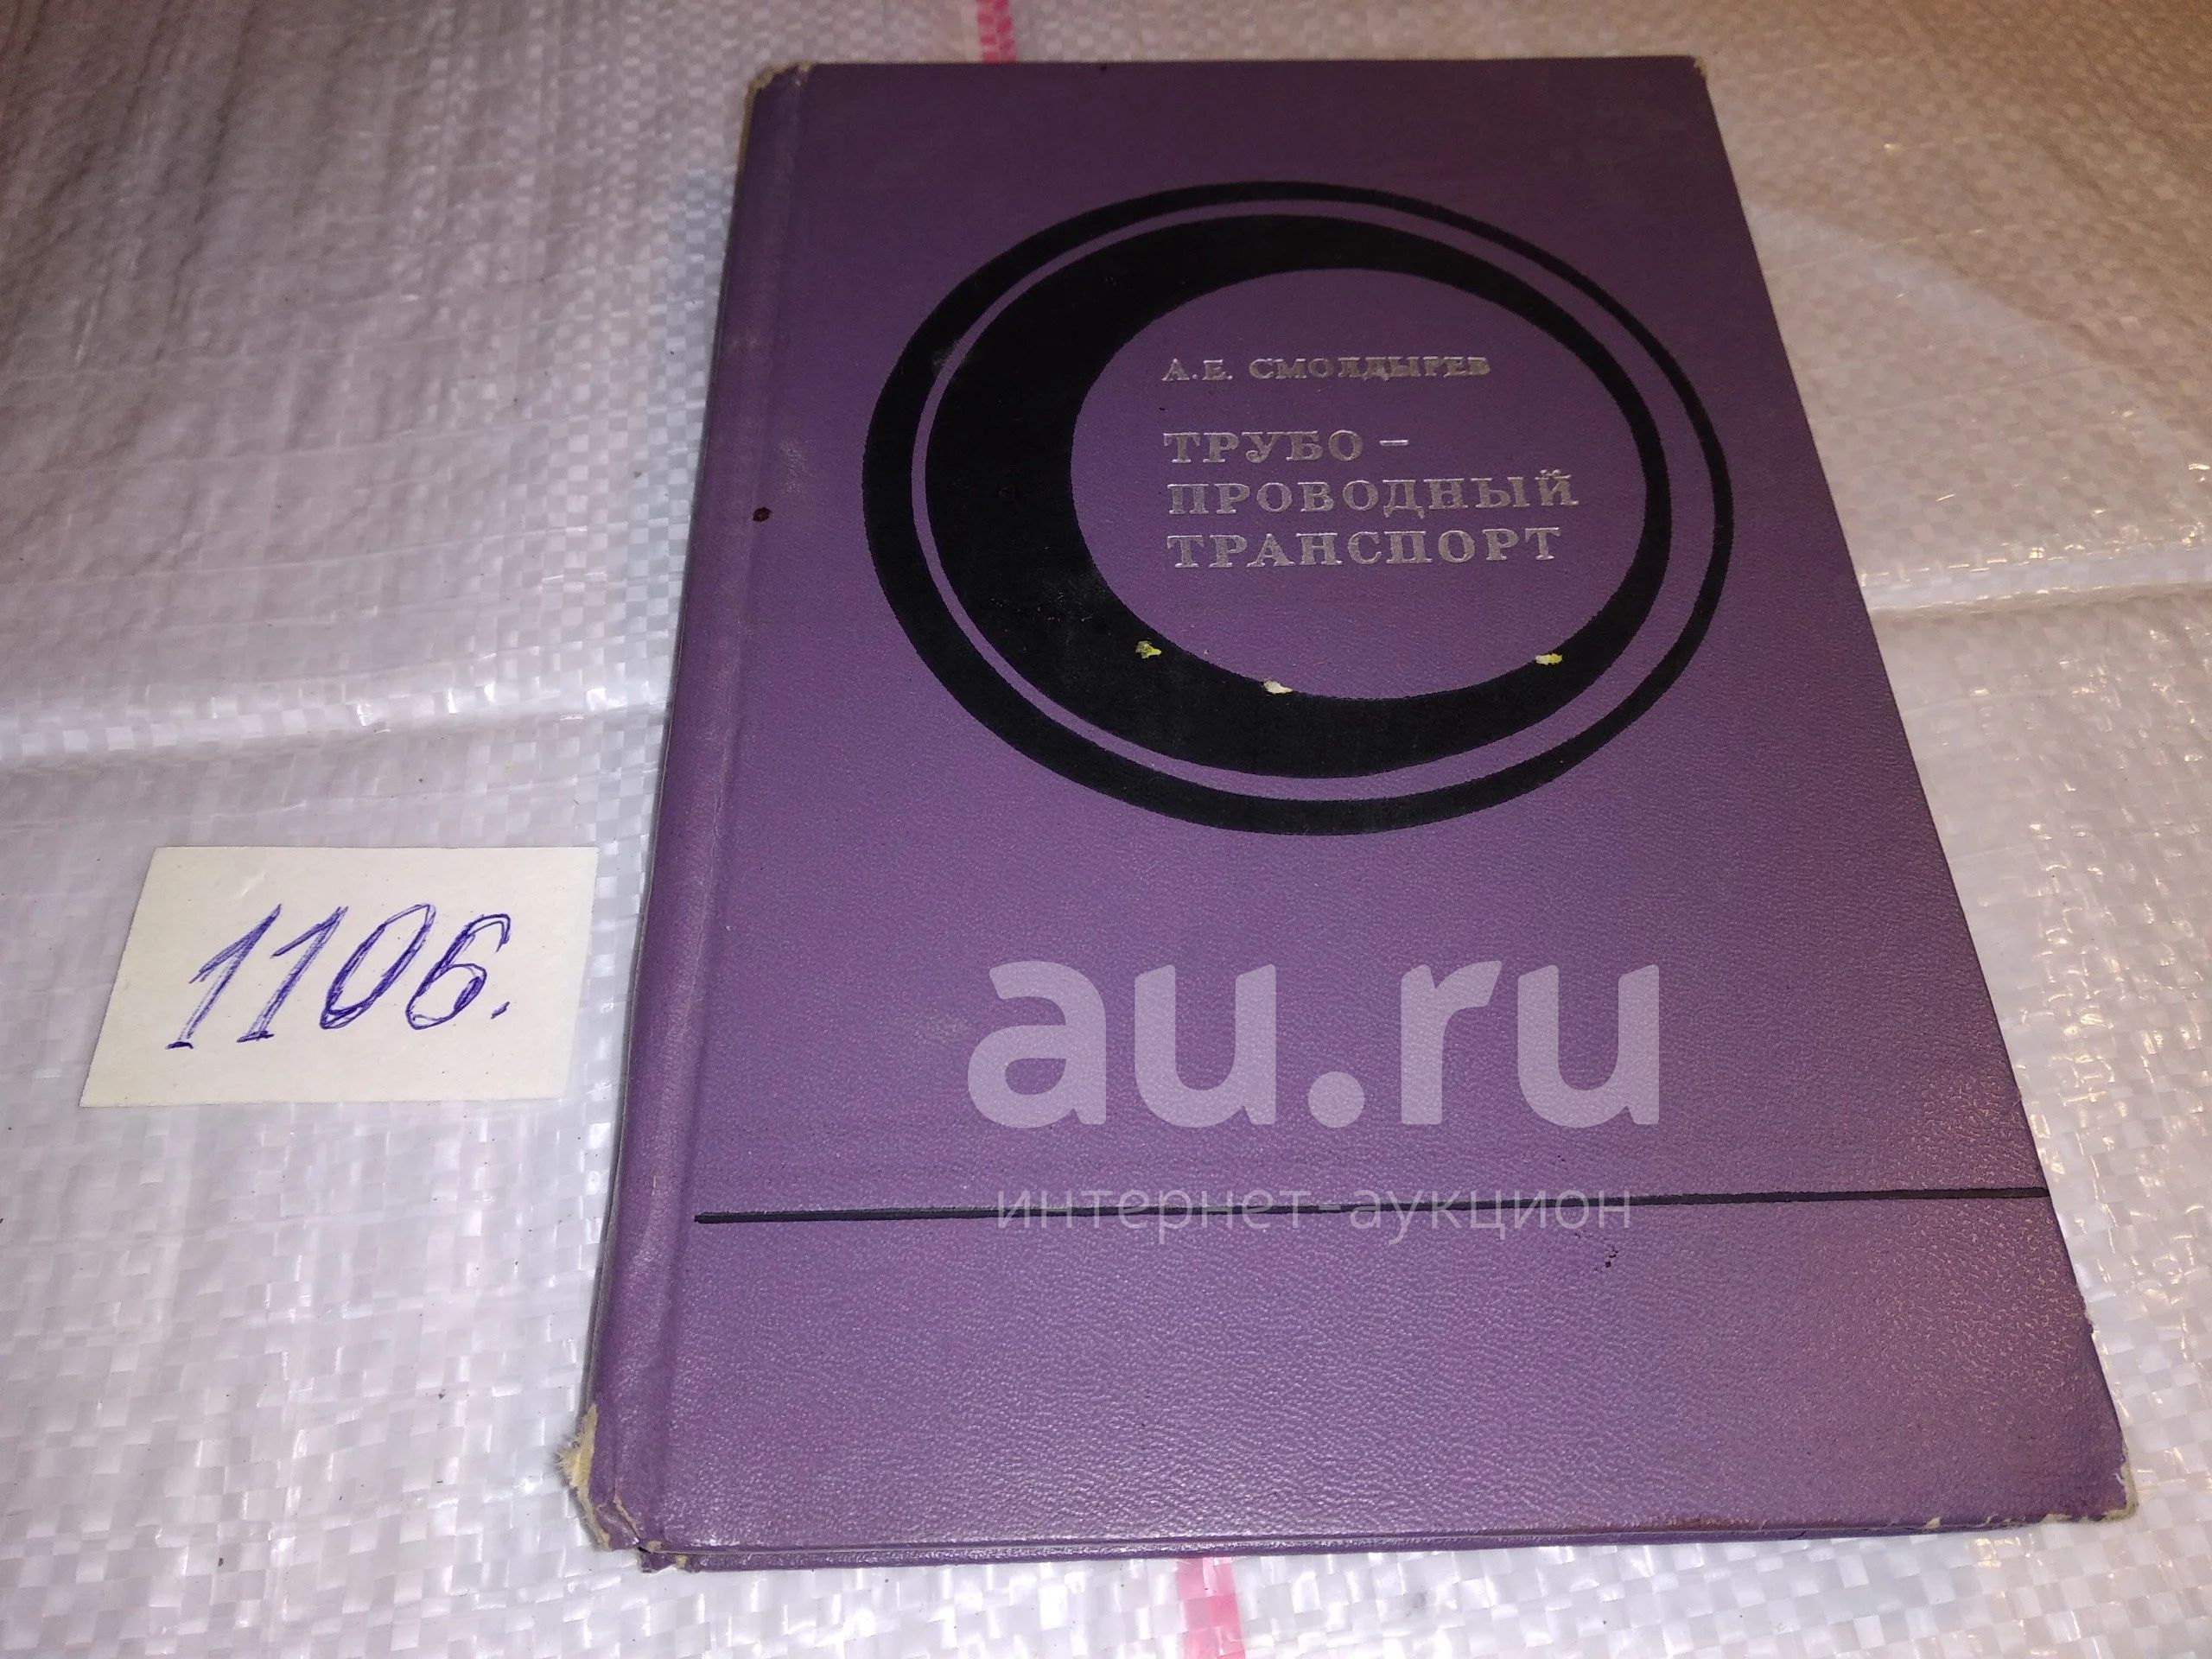 А.Е. СМОЛДЫРЕВ
ТРУБО –
ПРОВОДНЫЙ
ТРАНСПОРТ
1106.
au.ru
интернет-аукцион